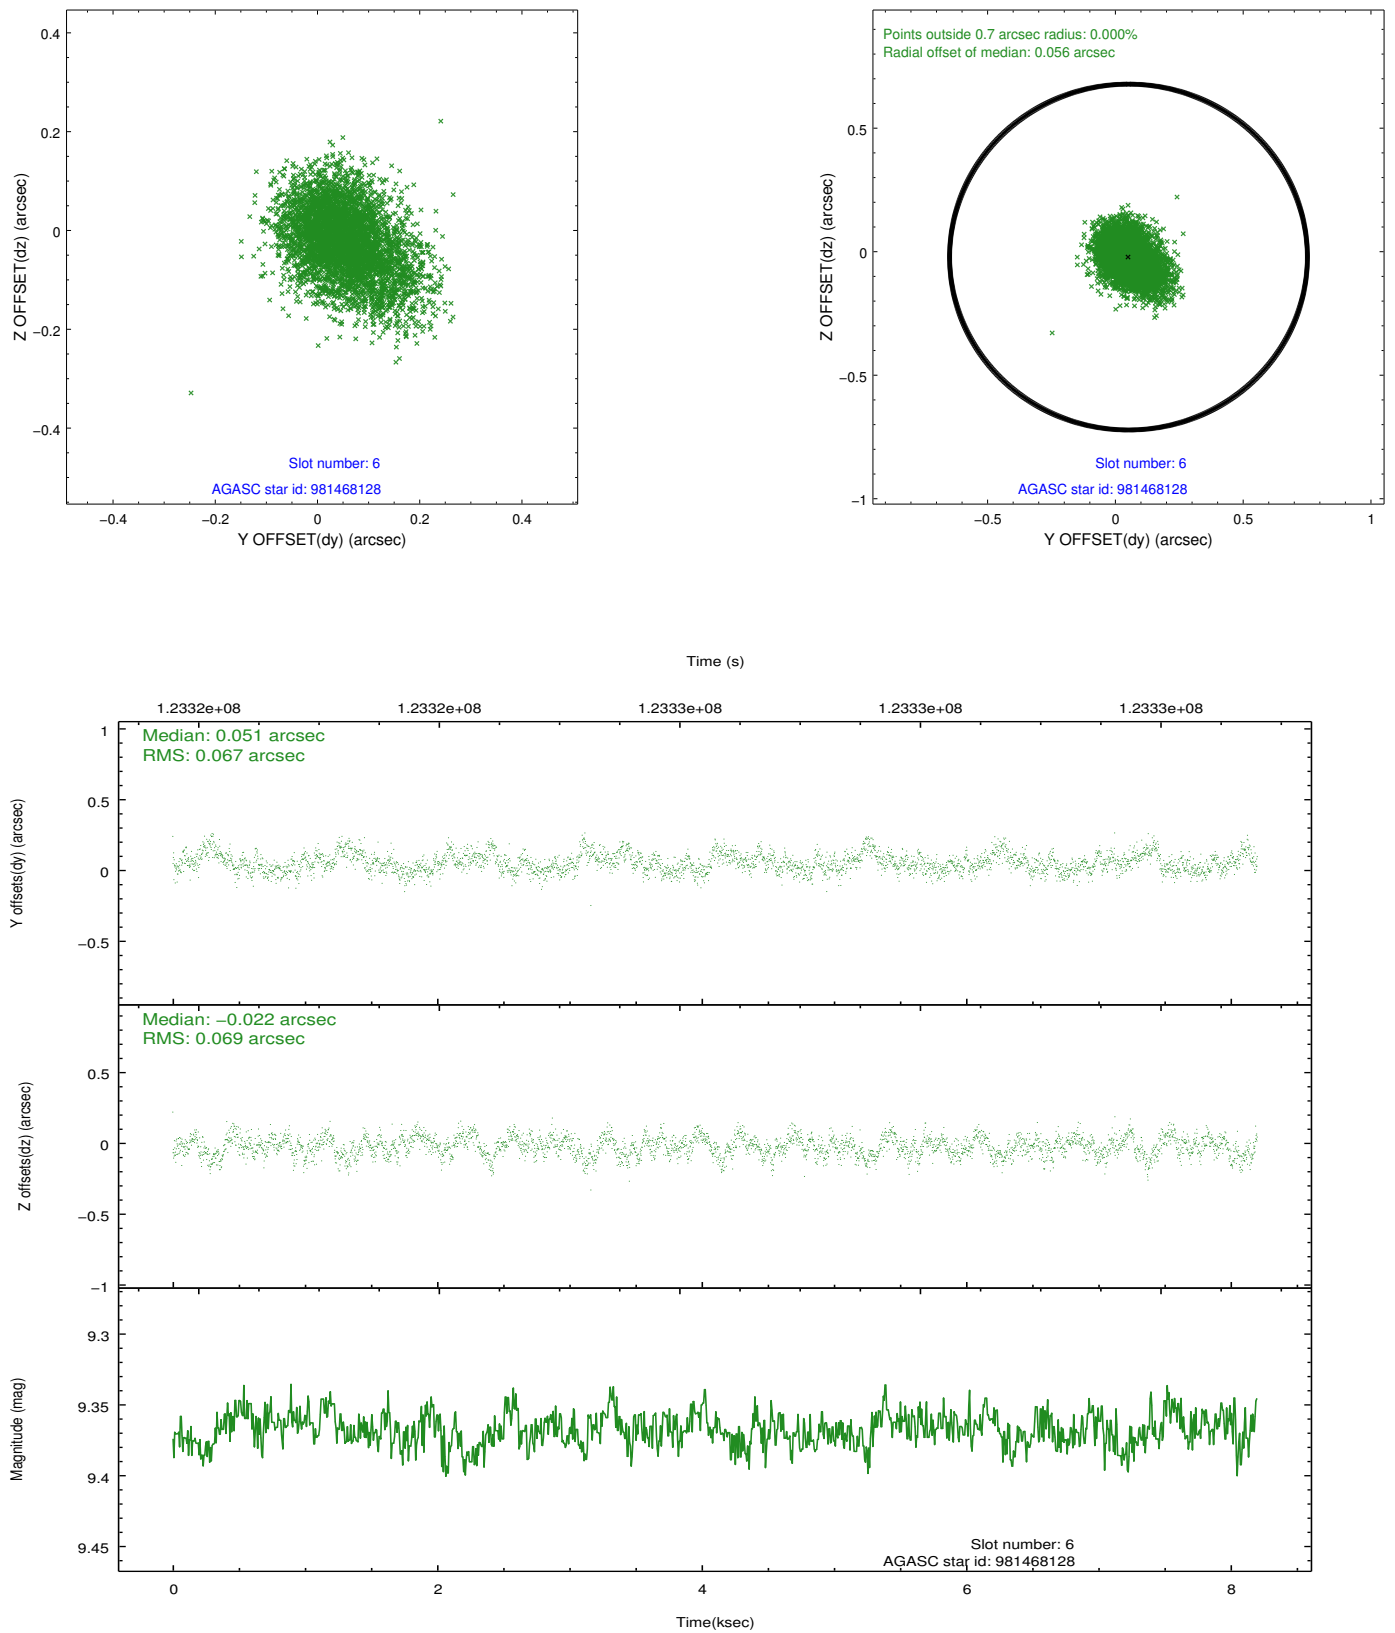 0.4
0.2
0
−0.2
−0.4
Z OFFSET(dz) (arcsec)
Slot number: 6
AGASC star id: 981468128
−0.4 −0.2 0 0.2 0.4
Y OFFSET(dy) (arcsec)
Points outside 0.7 arcsec radius: 0.000%
Radial offset of median: 0.056 arcsec
0.5
0
−0.5
−1
Z OFFSET(dz) (arcsec)
Slot number: 6
AGASC star id: 981468128
−0.5 0 0.5 1
Y OFFSET(dy) (arcsec)
Time (s)
1.2332e+08 1.2332e+08 1.2333e+08 1.2333e+08 1.2333e+08
Median: 0.051 arcsec
RMS: 0.067 arcsec
1
0.5
0
−0.5
Y offsets(dy) (arcsec)
Median: −0.022 arcsec
RMS: 0.069 arcsec
0.5
0
−0.5
−1
Z offsets(dz) (arcsec)
9.3
9.35
9.4
9.45
Magnitude (mag)
Slot number: 6
AGASC star id: 981468128
0 2 4 6 8
Time(ksec)